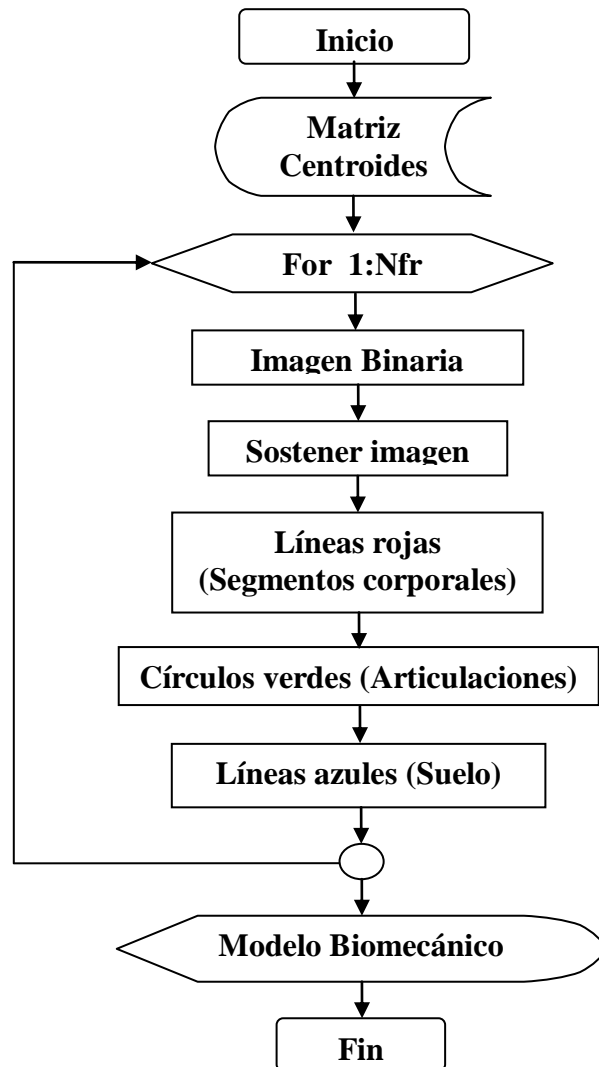 Inicio
Matriz
Centroides
For 1:Nfr
Imagen Binaria
Sostener imagen
Líneas rojas
(Segmentos corporales)
Círculos verdes (Articulaciones)
Líneas azules (Suelo)
Modelo Biomecánico
Fin